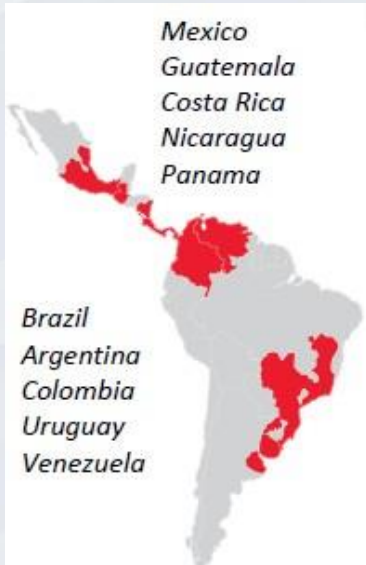 Mexico
Guatemala
Costa Rica
Nicaragua
Panama
Brazil
Argentina
Colombia
Uruguay
Venezuela